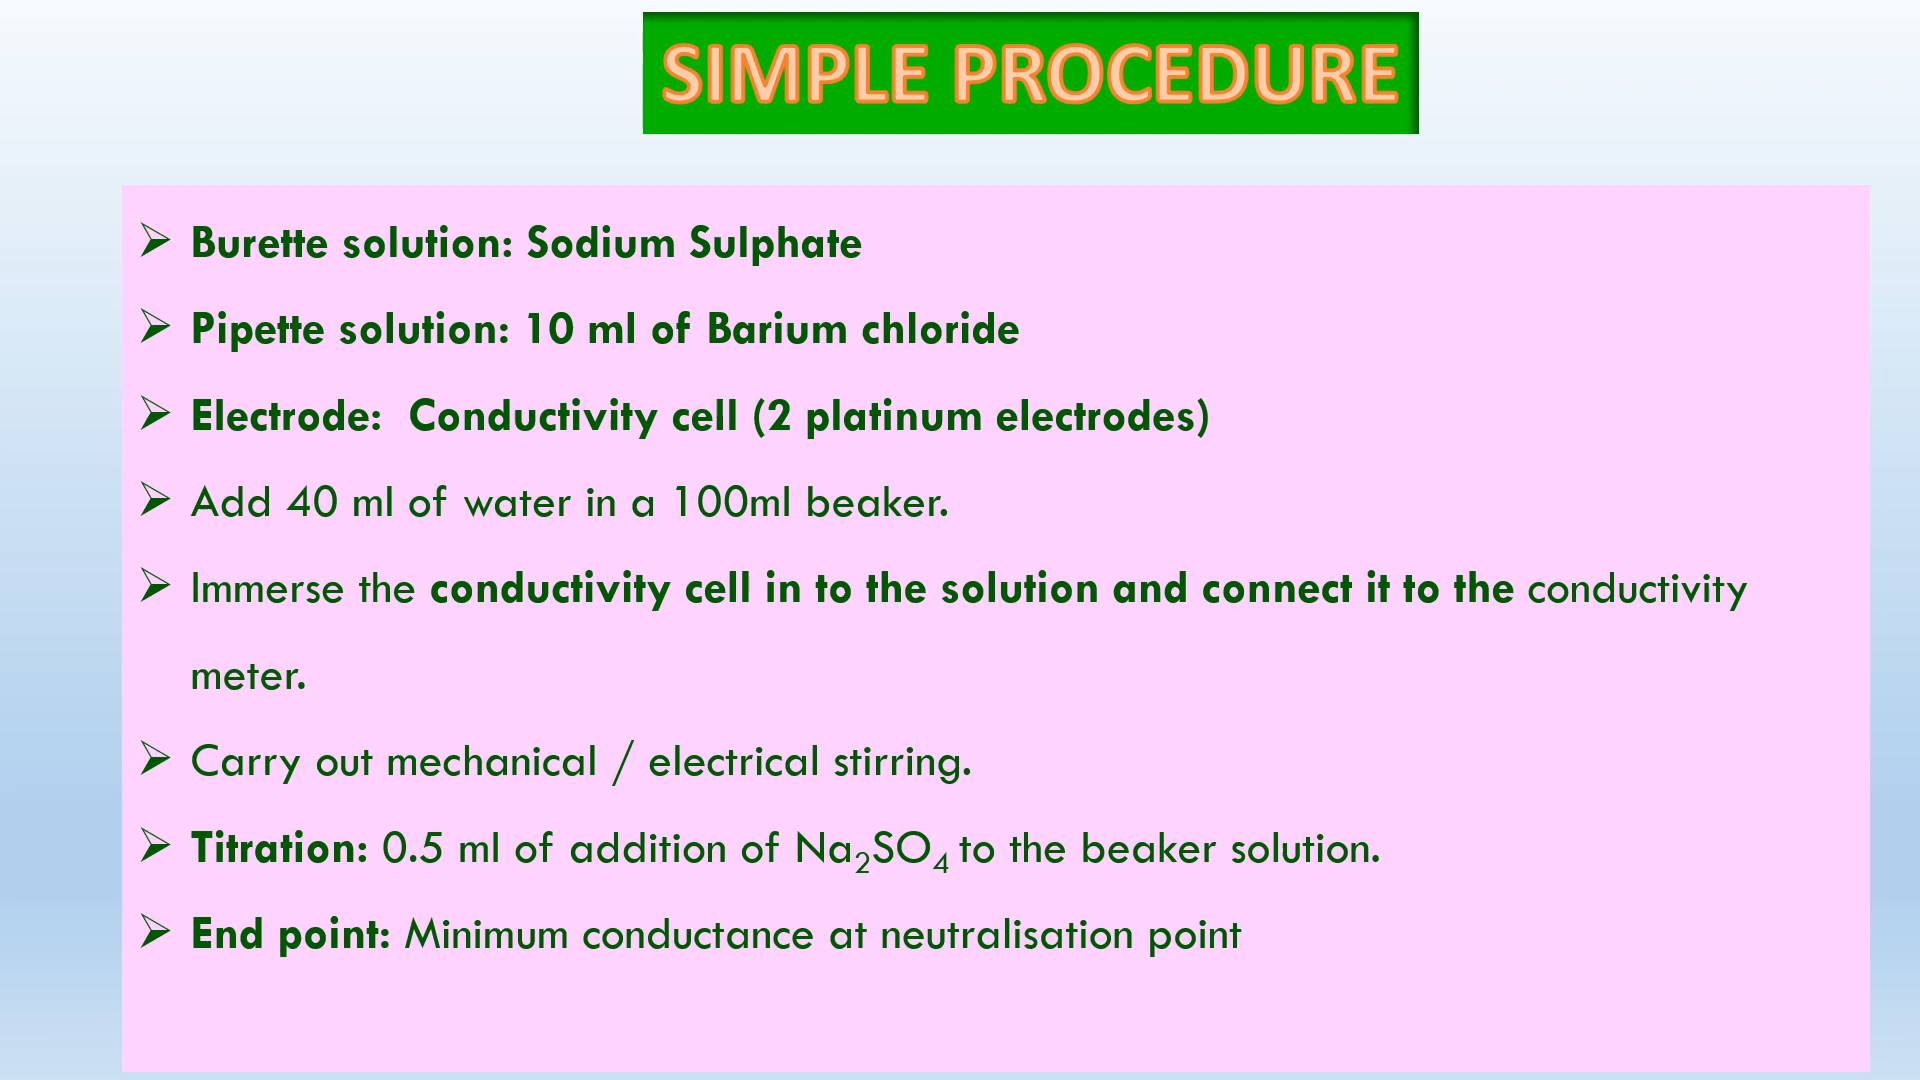 SIMPLE PROCEDURE
➢ Burette solution: Sodium Sulphate
➢ Pipette solution: 10 ml of Barium chloride
➢ Electrode:  Conductivity cell (2 platinum electrodes)
➢ Add 40 ml of water in a 100ml beaker.
➢ Immerse the conductivity cell in to the solution and connect it to the conductivity
meter.
➢ Carry out mechanical / electrical stirring.
➢ Titration: 0.5 ml of addition of Na₂SO₄ to the beaker solution.
➢ End point: Minimum conductance at neutralisation point